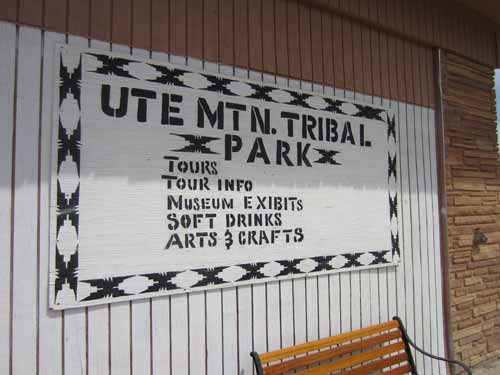 UTE MTN. TRIBAL
PARK
TOURS
TOUR INFO
MUSEUM EXIBITS
SOFT DRINKS
ARTS & CRAFTS